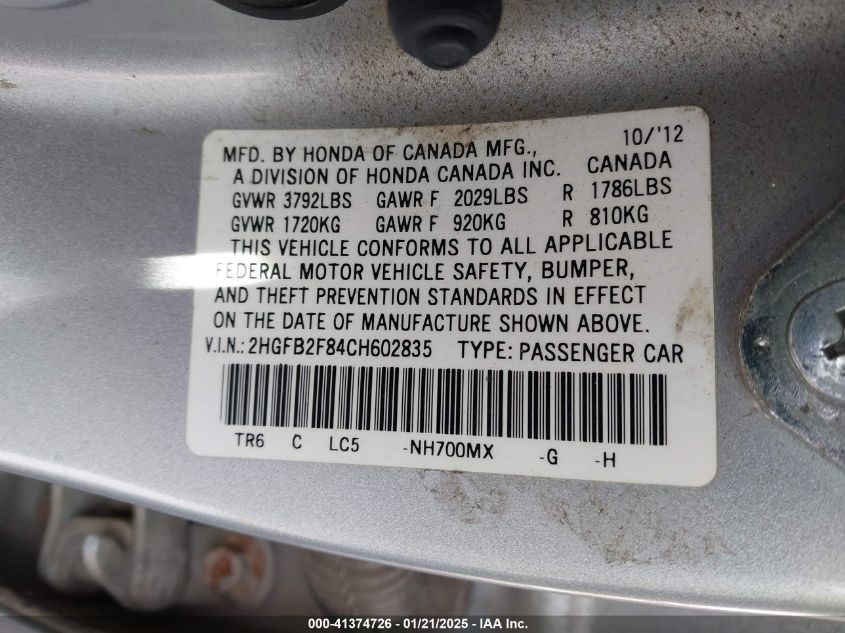 10/'12
MFD. BY HONDA OF CANADA MFG.,
A DIVISION OF HONDA CANADA INC. CANADA
GVWR 3792LBS GAWR F 2029LBS R 1786LBS
GVWR 1720KG GAWR F 920KG R 810KG
THIS VEHICLE CONFORMS TO ALL APPLICABLE
FEDERAL MOTOR VEHICLE SAFETY, BUMPER,
AND THEFT PREVENTION STANDARDS IN EFFECT
ON THE DATE OF MANUFACTURE SHOWN ABOVE.
V.I.N.: 2HGFB2F84CH602835 TYPE: PASSENGER CAR
TR6 C LC5 -NH700MX -G -H
000-41374726 — 01/21/2025 — IAA Inc.